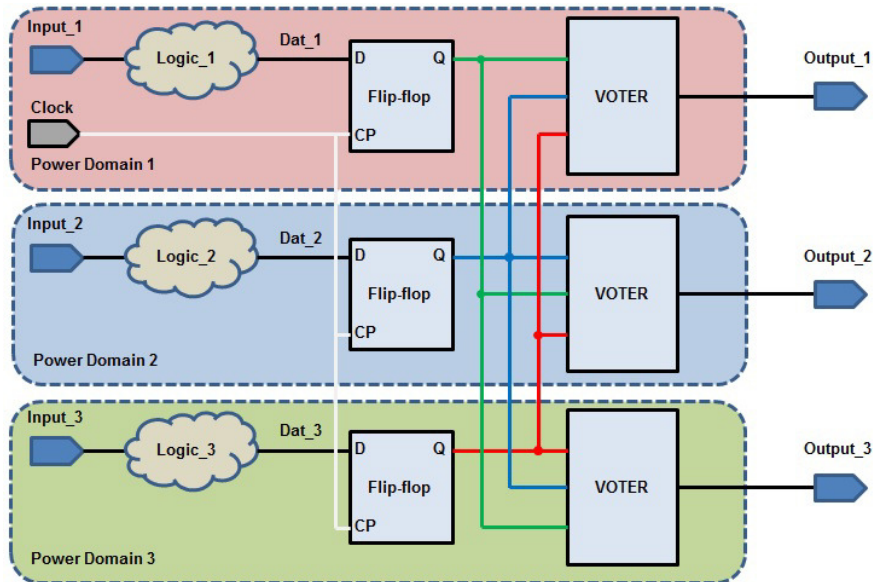 Input_1
Logic_1
Dat_1
D
Q
Flip-flop
CP
VOTER
Output_1
Clock
Power Domain 1
Input_2
Logic_2
Dat_2
D
Q
Flip-flop
CP
VOTER
Output_2
Power Domain 2
Input_3
Logic_3
Dat_3
D
Q
Flip-flop
CP
VOTER
Output_3
Power Domain 3